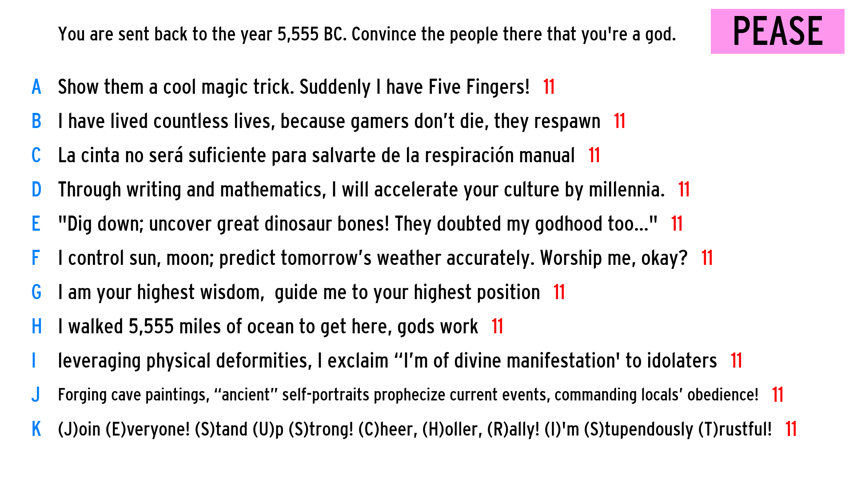 You are sent back to the year 5,555 BC. Convince the people there that you're a god.
PEASE
A Show them a cool magic trick. Suddenly I have Five Fingers! 11
B I have lived countless lives, because gamers don’t die, they respawn 11
C La cinta no será suficiente para salvarte de la respiración manual 11
D Through writing and mathematics, I will accelerate your culture by millennia. 11
E "Dig down; uncover great dinosaur bones! They doubted my godhood too..." 11
F I control sun, moon; predict tomorrow’s weather accurately. Worship me, okay? 11
G I am your highest wisdom,  guide me to your highest position 11
H I walked 5,555 miles of ocean to get here, gods work 11
I leveraging physical deformities, I exclaim “I’m of divine manifestation' to idolaters 11
J Forging cave paintings, “ancient” self-portraits prophecize current events, commanding locals’ obedience! 11
K (J)oin (E)veryone! (S)tand (U)p (S)trong! (C)heer, (H)oller, (R)ally! (I)'m (S)tupendously (T)rustful! 11